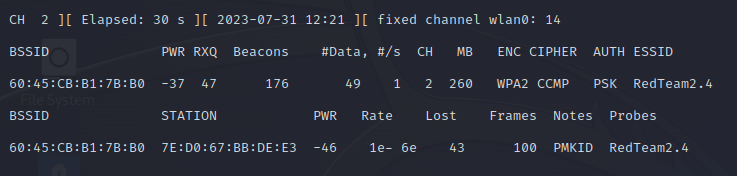 CH  2 ][ Elapsed: 30 s ][ 2023-07-31 12:21 ][ fixed channel wlan0: 14
BSSID              PWR RXQ  Beacons    #Data, #/s  CH   MB   ENC CIPHER  AUTH ESSID
60:45:CB:B1:7B:B0  -37  47      176       49    1   2  260   WPA2 CCMP   PSK  RedTeam2.4
File System
BSSID              STATION            PWR   Rate    Lost    Frames  Notes  Probes
60:45:CB:B1:7B:B0  7E:D0:67:BB:DE:E3  -46    1e- 6e    43      100  PMKID  RedTeam2.4